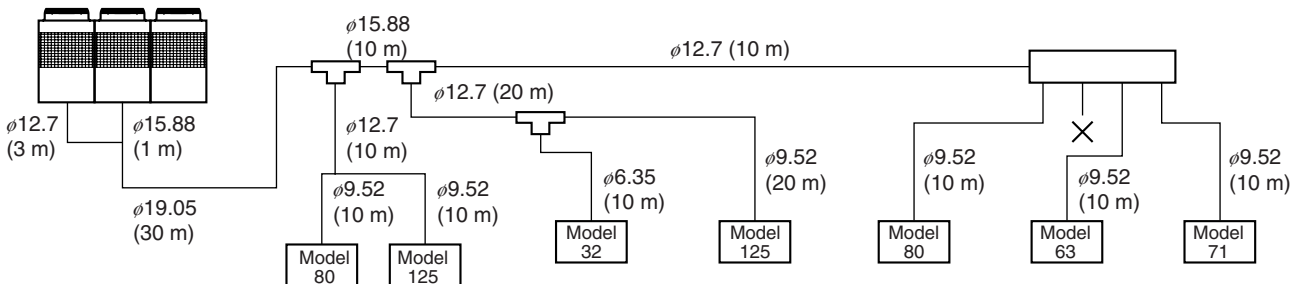 ø15.88
(10 m)
ø12.7 (10 m)
ø12.7 (20 m)
ø12.7
(3 m)
ø15.88
(1 m)
ø12.7
(10 m)
ø19.05
(30 m)
ø9.52
(10 m)
ø9.52
(10 m)
ø6.35
(10 m)
ø9.52
(20 m)
ø9.52
(10 m)
ø9.52
(10 m)
ø9.52
(10 m)
Model
80
Model
125
Model
32
Model
125
Model
80
Model
63
Model
71